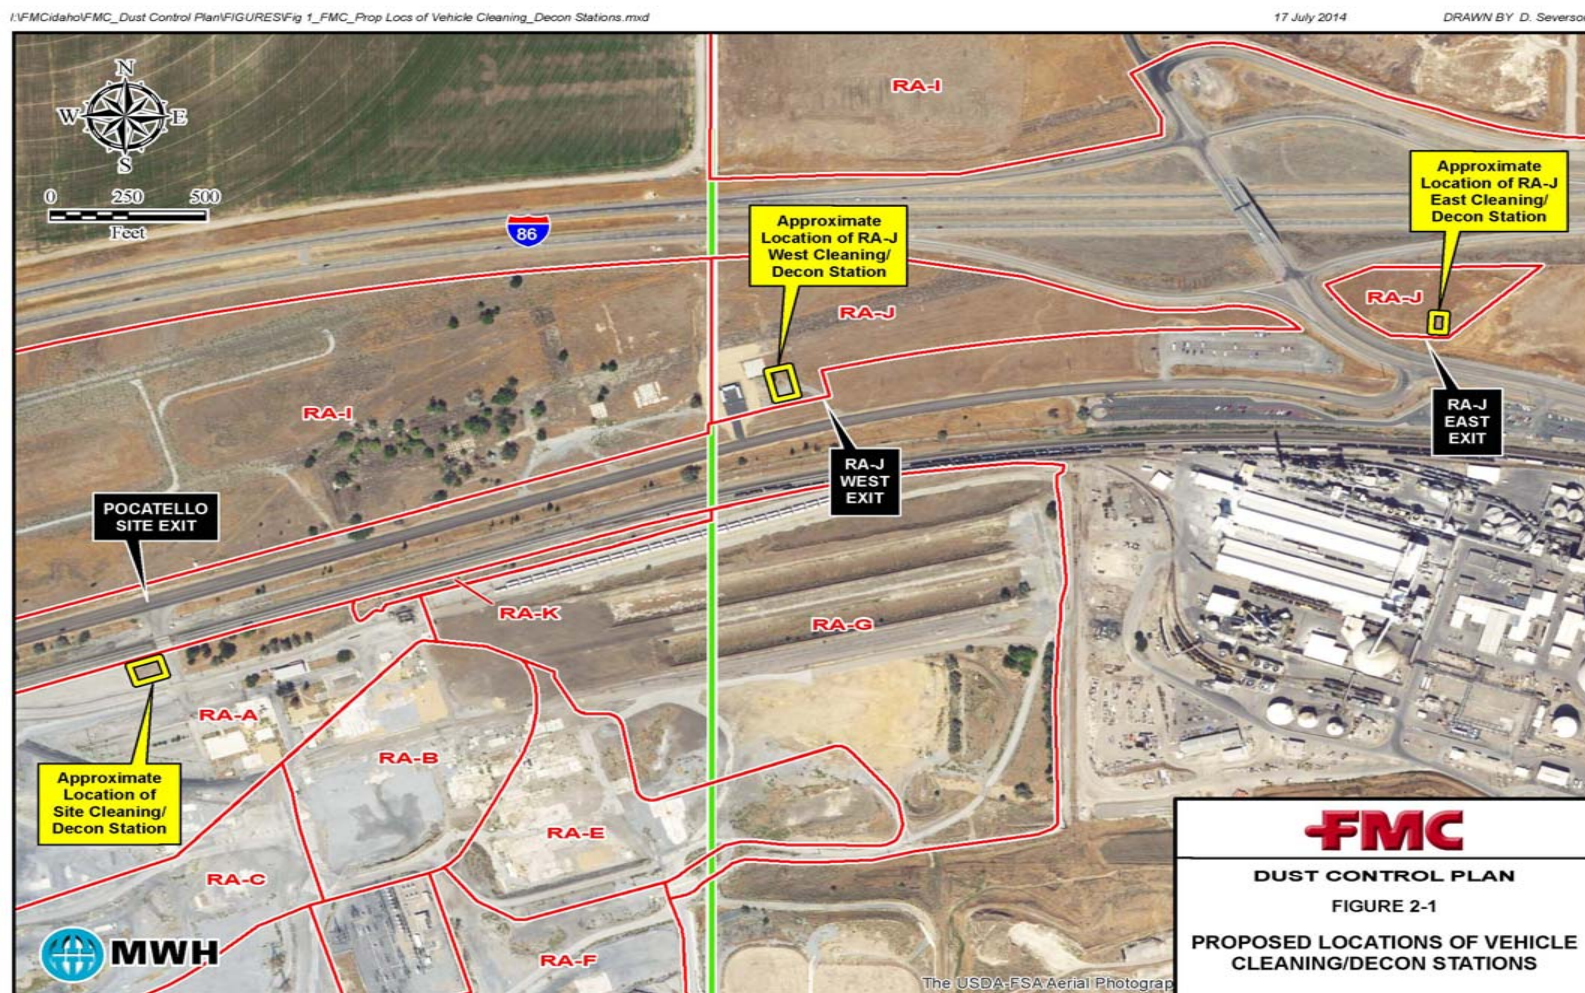 I:\FMCidaho\FMC_Dust Control Plan\FIGURES\Fig 1_FMC_Prop Locs of Vehicle Cleaning_Decon Stations.mxd
17 July 2014
DRAWN BY D. Severson
N
W E
S
0 250 500
Feet
86
RA-I
Approximate
Location of RA-J
West Cleaning/
Decon Station
Approximate
Location of RA-J
East Cleaning/
Decon Station
RA-J
RA-J
RA-I
RA-J
WEST
EXIT
RA-J
EAST
EXIT
POCATELLO
SITE EXIT
RA-K
RA-G
RA-A
RA-B
RA-E
RA-C
RA-F
Approximate
Location of
Site Cleaning/
Decon Station
MWH
The USDA-FSA Aerial Photograp
FMC
DUST CONTROL PLAN
FIGURE 2-1
PROPOSED LOCATIONS OF VEHICLE
CLEANING/DECON STATIONS